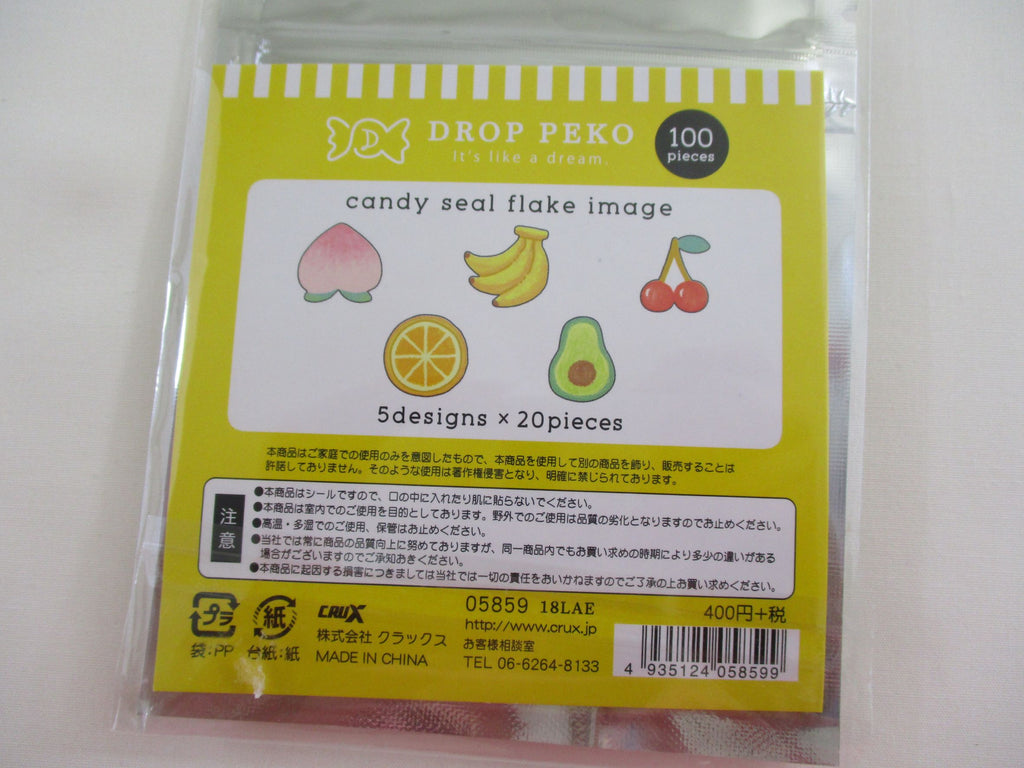 D
DROP PEKO
It's like a dream.
100
pieces
candy seal flake image
5designs × 20pieces
本商品はご家庭での使用のみを意図したもので、本商品を使用して別の商品を飾り、販売することは
許諾しておりません。そのような使用は著作権侵害となり、明確に禁じられております。
注意
●本商品はシールですので、口の中に入れたり肌に貼らないでください。
●本商品は室内でのご使用を目的としております。野外でのご使用は品質の劣化となりますのでお止めください。
●高温・多湿でのご使用、保管はお止めください。
●当社では常に商品の品質向上に努めておりますが、同一商品内でもお買い求めの時期により多少の違いがある
場合がございますのでご承知おきください。
●本商品に起因する損害につきましては当社では一切の責任をおいかねますのでご了承の上お買い求めください。
プラ
袋:PP
紙
台紙:紙
CRUX
株式会社 クラックス
MADE IN CHINA
05859 18LAE
http://www.crux.jp
お客様相談室
TEL 06-6264-8133
400円+税
4 935124 058599